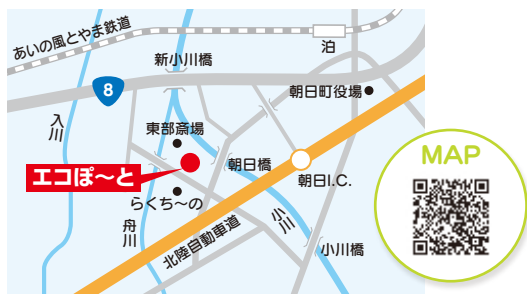 あいの風とやま鉄道
泊
新小川橋
8
朝日町役場
入川
東部斎場
エコぽ〜と
朝日橋
朝日I.C.
らくち〜の
舟川
北陸自動車道
小川
小川橋
MAP